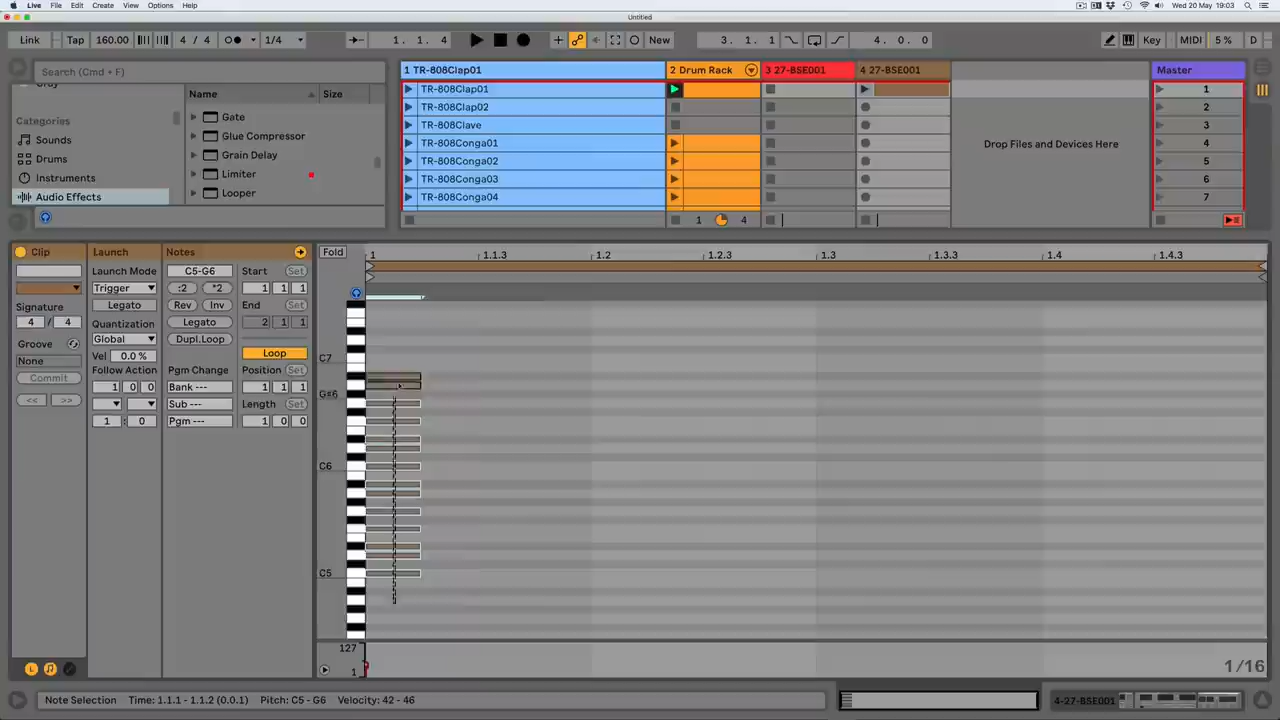 Live File Edit Create View Options Help Wed 20 May 19:03
Untitled
Link Tap 160.00 4 / 4 1/4 1. 1. 4 New 3. 1. 1 4. 0. 0 Key MIDI 5 % D
Search (Cmd + F)
Categories
Sounds
Drums
Instruments
Audio Effects
Name Size
Gate
Glue Compressor
Grain Delay
Limiter
Looper
1 TR-808Clap01 2 Drum Rack 3 27-BSE001 4 27-BSE001 Master
TR-808Clap01 1
TR-808Clap02 2
TR-808Clave 3
TR-808Conga01 Drop Files and Devices Here 4
TR-808Conga02 5
TR-808Conga03 6
TR-808Conga04 7
1 4
Clip Launch Notes Fold
1 1.1.3 1.2 1.2.3 1.3 1.3.3 1.4 1.4.3
Launch Mode C5-G6 Start Set
Trigger :2 *2 1 1 1
Signature Legato Rev Inv End Set
4 / 4 Quantization Legato 2 1 1
Groove Global Dupl.Loop
None Vel 0.0 % Loop
Commit Follow Action Pgm Change Position Set
<< >> 1 0 0 Bank --- 1 1 1
Sub --- Length Set
1 : 0 Pgm --- 1 0 0
C7
G#6
C6
C5
127
1
1/16
Note Selection Time: 1.1.1 - 1.1.2 (0.0.1) Pitch: C5 - G6 Velocity: 42 - 46
4-27-BSE001